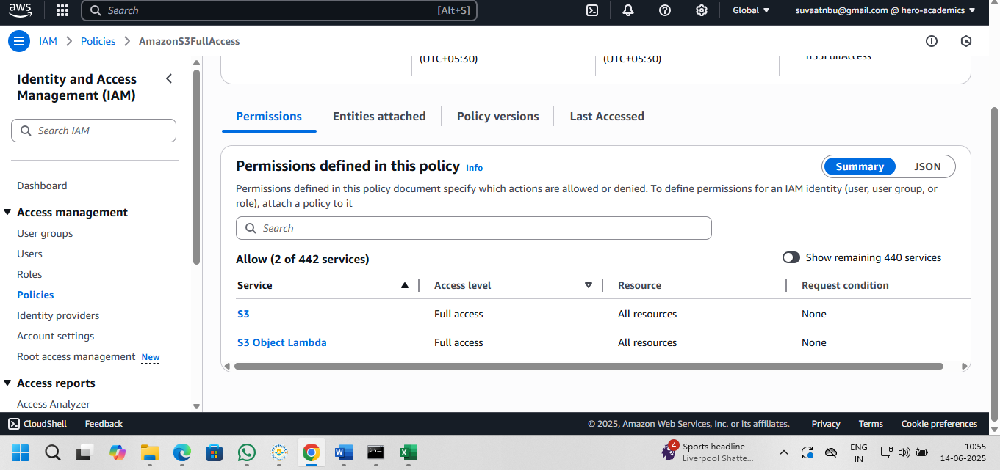 aws
Search
[Alt+S]
Global
suvaatnbu@gmail.com @ hero-academics
IAM
Policies
AmazonS3FullAccess
Identity and Access
Management (IAM)
Search IAM
Dashboard
Access management
User groups
Users
Roles
Policies
Identity providers
Account settings
Root access management New
Access reports
Access Analyzer
(UTC+05:30)
(UTC+05:30)
n3SFullAccess
Permissions
Entities attached
Policy versions
Last Accessed
Permissions defined in this policy Info
Summary
JSON
Permissions defined in this policy document specify which actions are allowed or denied. To define permissions for an IAM identity (user, user group, or
role), attach a policy to it
Search
Allow (2 of 442 services)
Show remaining 440 services
Service Access level Resource Request condition
S3 Full access All resources None
S3 Object Lambda Full access All resources None
CloudShell
Feedback
© 2025, Amazon Web Services, Inc. or its affiliates.
Privacy
Terms
Cookie preferences
4
Sports headline
Liverpool Shatte...
ENG
IN
10:55
14-06-2025